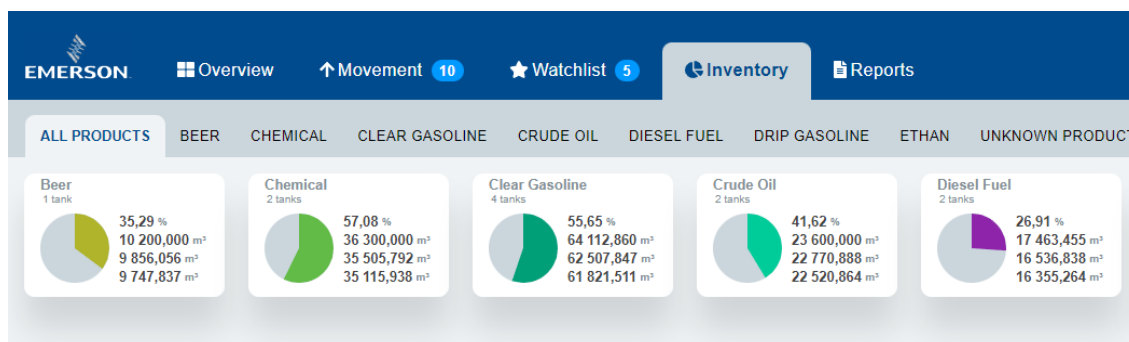 EMERSON.
Overview
Movement 10
Watchlist 5
Inventory
Reports
ALL PRODUCTS
BEER
CHEMICAL
CLEAR GASOLINE
CRUDE OIL
DIESEL FUEL
DRIP GASOLINE
ETHAN
UNKNOWN PRODUC
Beer
1 tank
35,29 %
10 200,000 m³
9 856,056 m³
9 747,837 m³
Chemical
2 tanks
57,08 %
36 300,000 m³
35 505,792 m³
35 115,938 m³
Clear Gasoline
4 tanks
55,65 %
64 112,860 m³
62 507,847 m³
61 821,511 m³
Crude Oil
2 tanks
41,62 %
23 600,000 m³
22 770,888 m³
22 520,864 m³
Diesel Fuel
2 tanks
26,91 %
17 463,455 m³
16 536,838 m³
16 355,264 m³